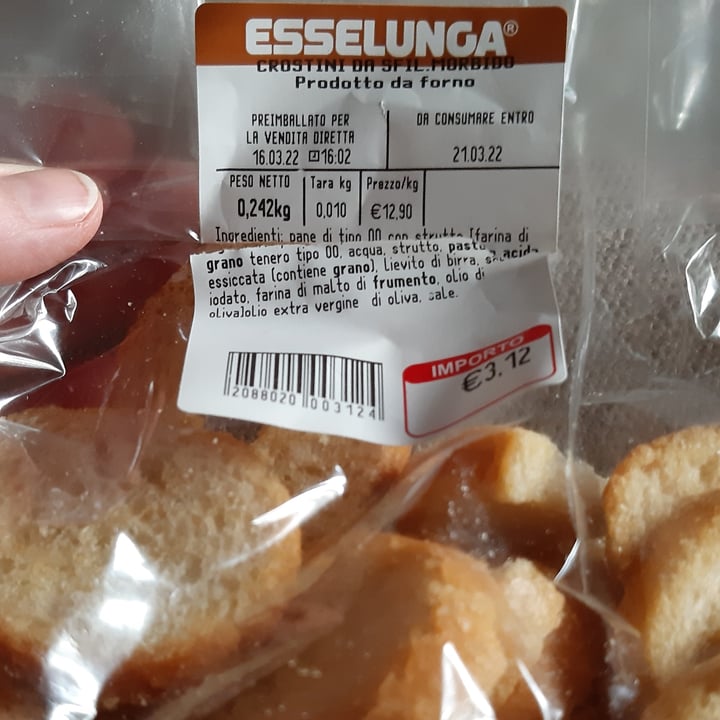 ESSELUNGA®
CROSTINI DA SFIL.MORBIDO
Prodotto da forno
PREIMBALLATO PER
LA VENDITA DIRETTA
16.03.22 16:02
DA CONSUMARE ENTRO
21.03.22
PESO NETTO Tara kg Prezzo/kg
0,242kg 0,010 €12,90
Ingredienti: pane di tipo 00 con strutto [farina di
grano tenero tipo 00, acqua, strutto, pasta acida
essiccata (contiene grano), Lievito di birra,
iodato, farina di malto di frumento, olio di
oliva]olio extra vergine di oliva, sale.
2088020 003124
IMPORTO
€3,12